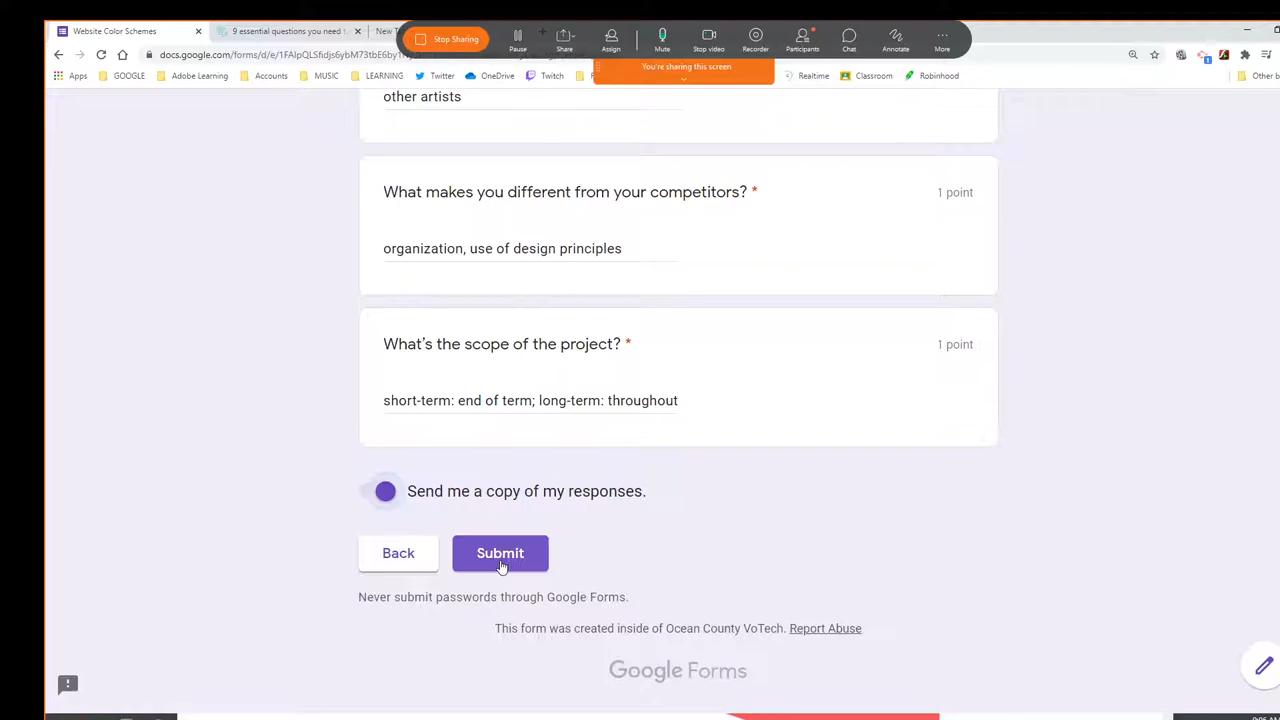 Website Color Schemes
9 essential questions you need t
Stop Sharing
Pause
Share
Assign
Mute
Stop video
Recorder
Participants
Chat
Annotate
More
You're sharing this screen
Apps
GOOGLE
Adobe Learning
Accounts
MUSIC
LEARNING
Twitter
OneDrive
Twitch
Realtime
Classroom
Robinhood
Other b
other artists
What makes you different from your competitors? *
1 point
organization, use of design principles
What's the scope of the project? *
1 point
short-term: end of term; long-term: throughout
Send me a copy of my responses.
Back
Submit
Never submit passwords through Google Forms.
This form was created inside of Ocean County VoTech. Report Abuse
Google Forms